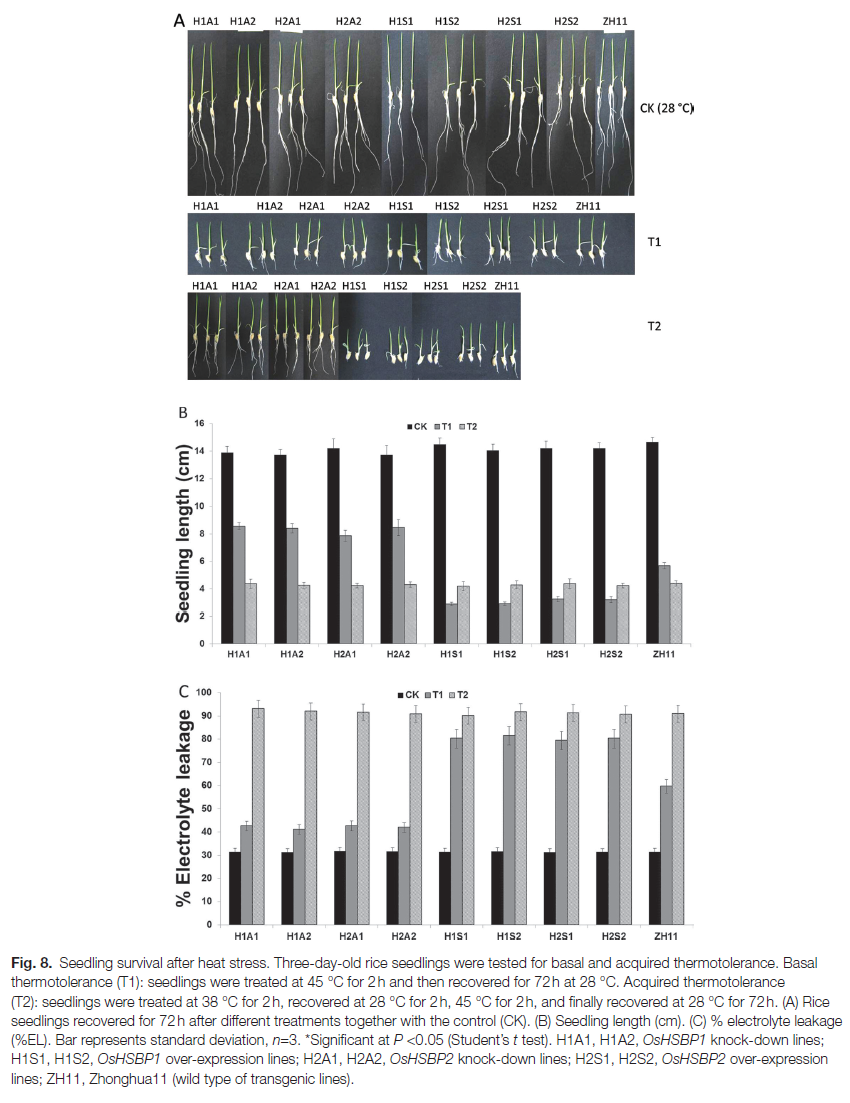 A
H1A1 H1A2 H2A1 H2A2 H1S1 H1S2 H2S1 H2S2 ZH11
CK (28 °C)
H1A1 H1A2 H2A1 H2A2 H1S1 H1S2 H2S1 H2S2 ZH11
T1
H1A1 H1A2 H2A1 H2A2 H1S1 H1S2 H2S1 H2S2 ZH11
T2
B
Seedling length (cm)
16
14
12
10
8
6
4
2
0
CK T1 T2
H1A1 H1A2 H2A1 H2A2 H1S1 H1S2 H2S1 H2S2 ZH11
C
% Electrolyte leakage
100
90
80
70
60
50
40
30
20
10
0
CK T1 T2
H1A1 H1A2 H2A1 H2A2 H1S1 H1S2 H2S1 H2S2 ZH11
Fig. 8. Seedling survival after heat stress. Three-day-old rice seedlings were tested for basal and acquired thermotolerance. Basal
thermotolerance (T1): seedlings were treated at 45 °C for 2 h and then recovered for 72 h at 28 °C. Acquired thermotolerance
(T2): seedlings were treated at 38 °C for 2 h, recovered at 28 °C for 2 h, 45 °C for 2 h, and finally recovered at 28 °C for 72 h. (A) Rice
seedlings recovered for 72 h after different treatments together with the control (CK). (B) Seedling length (cm). (C) % electrolyte leakage
(%EL). Bar represents standard deviation, n=3. *Significant at P <0.05 (Student's t test). H1A1, H1A2, OsHSBP1 knock-down lines;
H1S1, H1S2, OsHSBP1 over-expression lines; H2A1, H2A2, OsHSBP2 knock-down lines; H2S1, H2S2, OsHSBP2 over-expression
lines; ZH11, Zhonghua11 (wild type of transgenic lines).